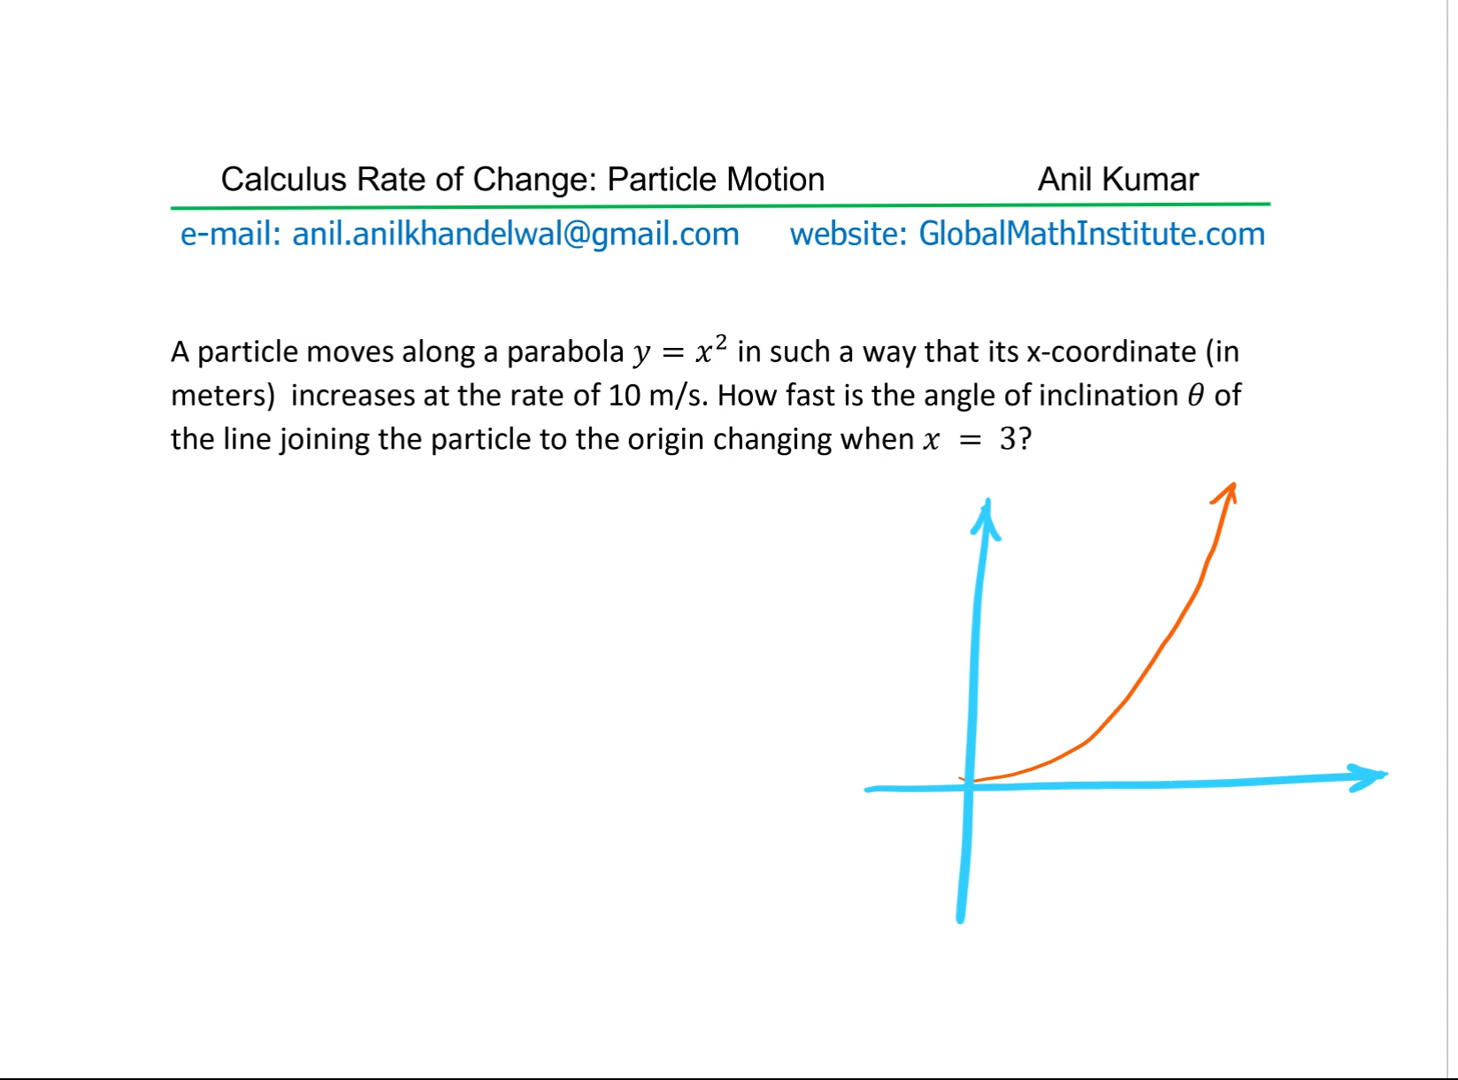 Calculus Rate of Change: Particle Motion Anil Kumar
e-mail: anil.anilkhandelwal@gmail.com website: GlobalMathInstitute.com
A particle moves along a parabola y = x² in such a way that its x-coordinate (in
meters) increases at the rate of 10 m/s. How fast is the angle of inclination θ of
the line joining the particle to the origin changing when x = 3?